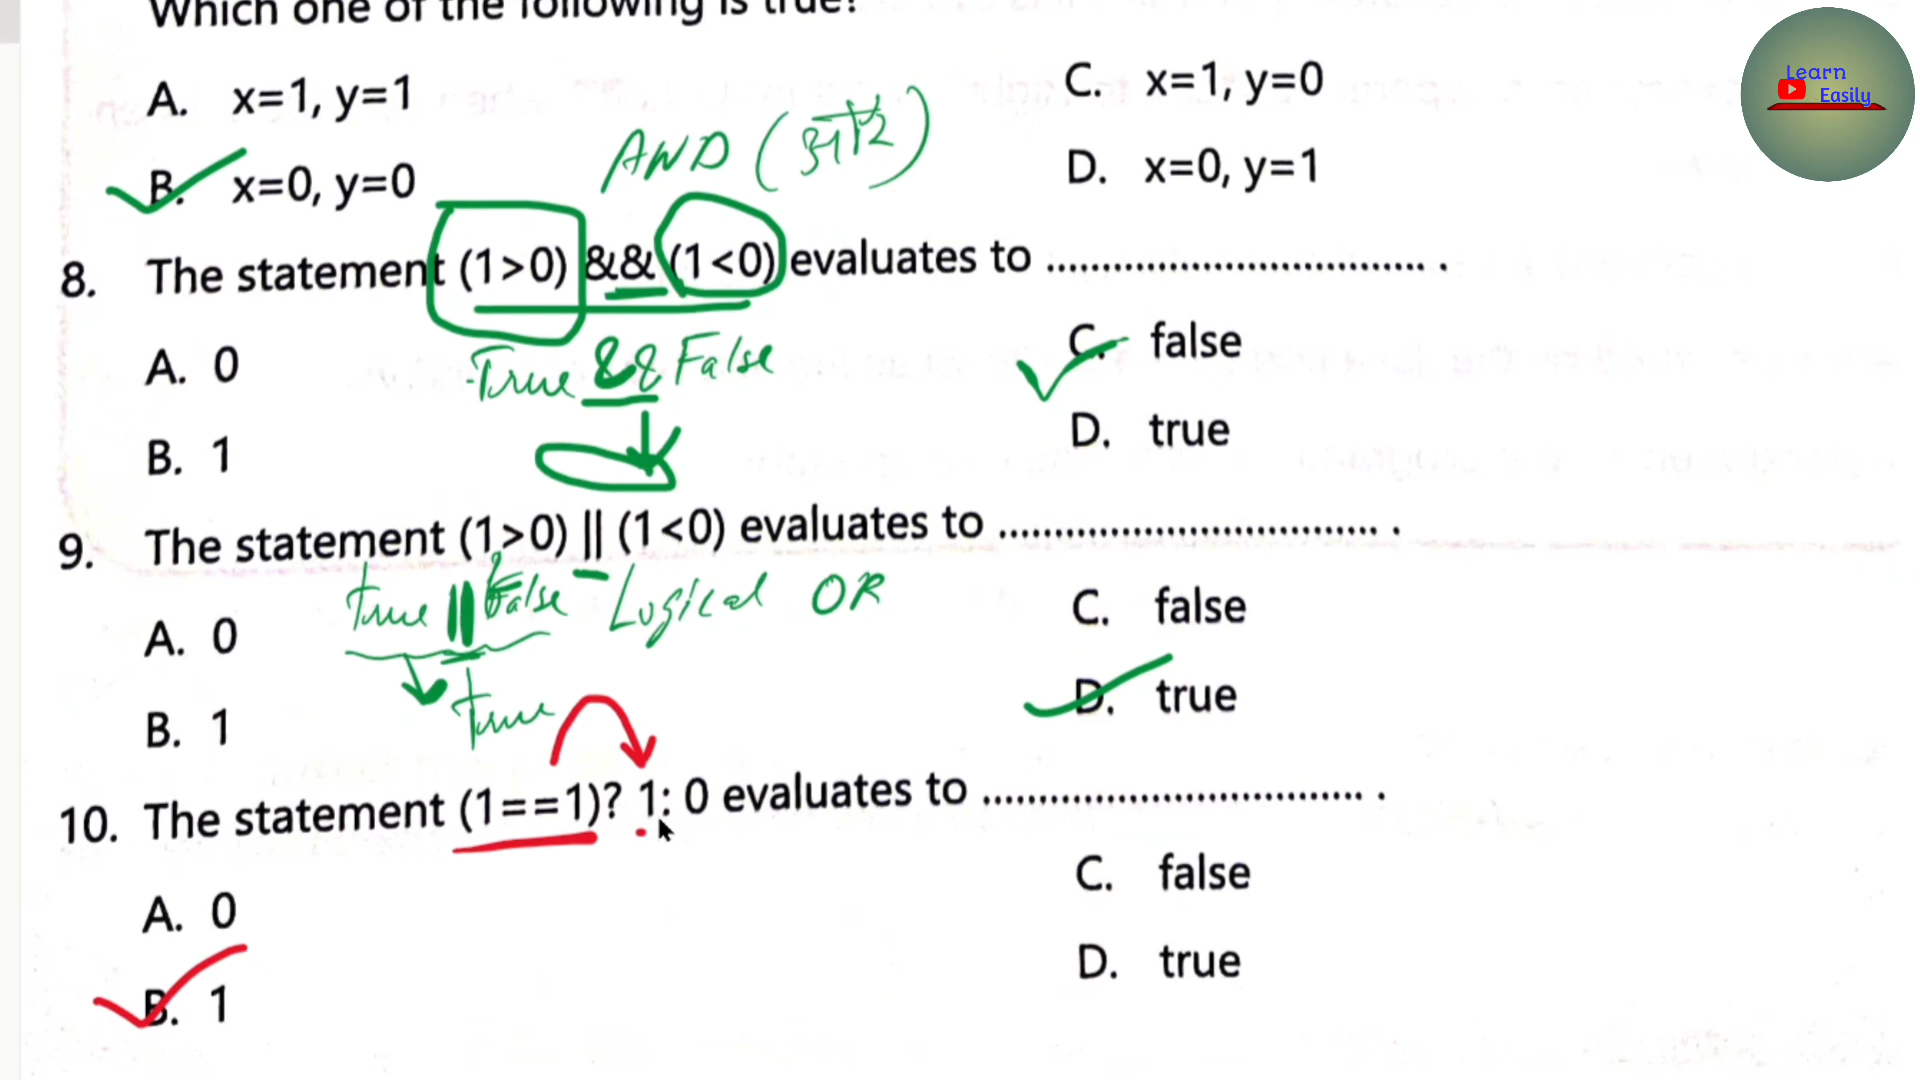 Which one of the following is true?
A. x=1, y=1
C. x=1, y=0
B. x=0, y=0
D. x=0, y=1
AND
8. The statement (1>0) && (1<0) evaluates to ................................... .
True && False
A. 0
C. false
B. 1
D. true
9. The statement (1>0) || (1<0) evaluates to ................................... .
true || false Logical OR
A. 0
C. false
true
B. 1
D. true
10. The statement (1==1)? 1: 0 evaluates to ................................... .
A. 0
C. false
B. 1
D. true
Learn
Easily